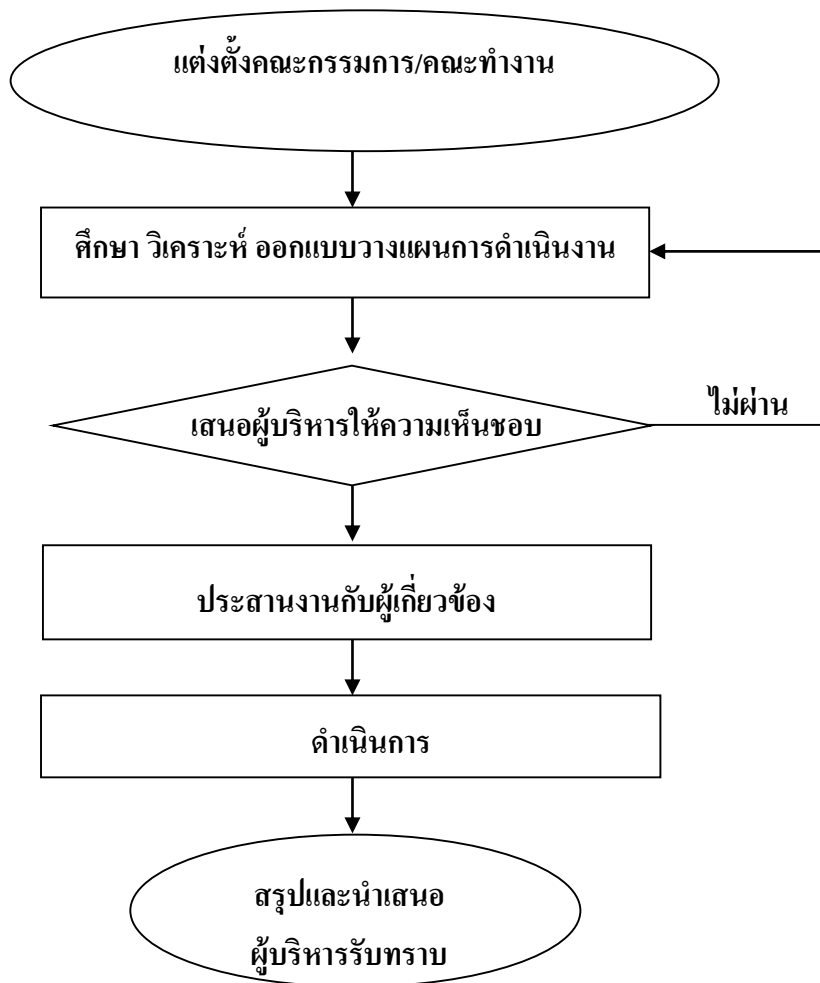 แต่งตั้งคณะกรรมการ/คณะทำงาน
ศึกษา วิเคราะห์ ออกแบบวางแผนการดำเนินงาน
ไม่ผ่าน
เสนอผู้บริหารให้ความเห็นชอบ
ประสานงานกับผู้เกี่ยวข้อง
ดำเนินการ
สรุปและนำเสนอ
ผู้บริหารรับทราบ